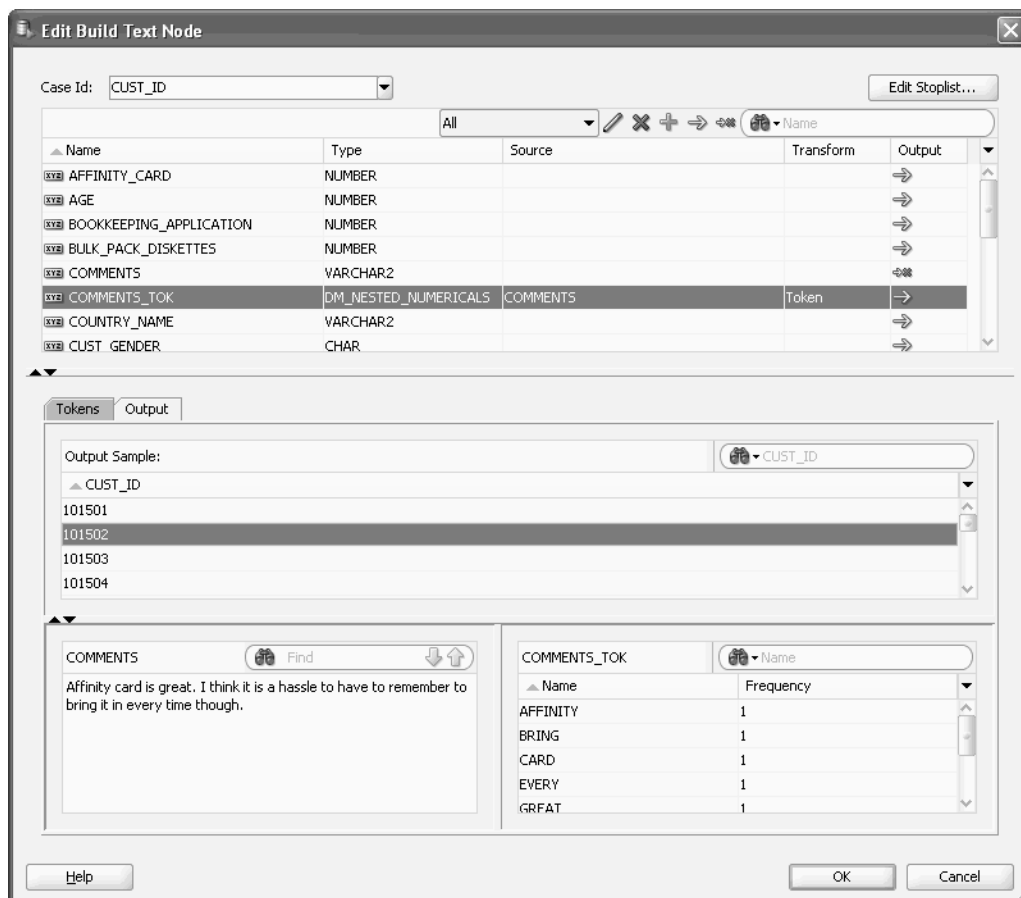 Edit Build Text Node
Case Id: CUST_ID Edit Stoplist...
All Name
Name Type Source Transform Output
AFFINITY_CARD NUMBER
AGE NUMBER
BOOKKEEPING_APPLICATION NUMBER
BULK_PACK_DISKETTES NUMBER
COMMENTS VARCHAR2
COMMENTS_TOK DM_NESTED_NUMERICALS COMMENTS Token
COUNTRY_NAME VARCHAR2
CUST_GENDER CHAR
Tokens Output
Output Sample: CUST_ID
CUST_ID
101501
101502
101503
101504
COMMENTS Find
Affinity card is great. I think it is a hassle to have to remember to
bring it in every time though.
COMMENTS_TOK Name
Name Frequency
AFFINITY 1
BRING 1
CARD 1
EVERY 1
GREAT 1
Help OK Cancel